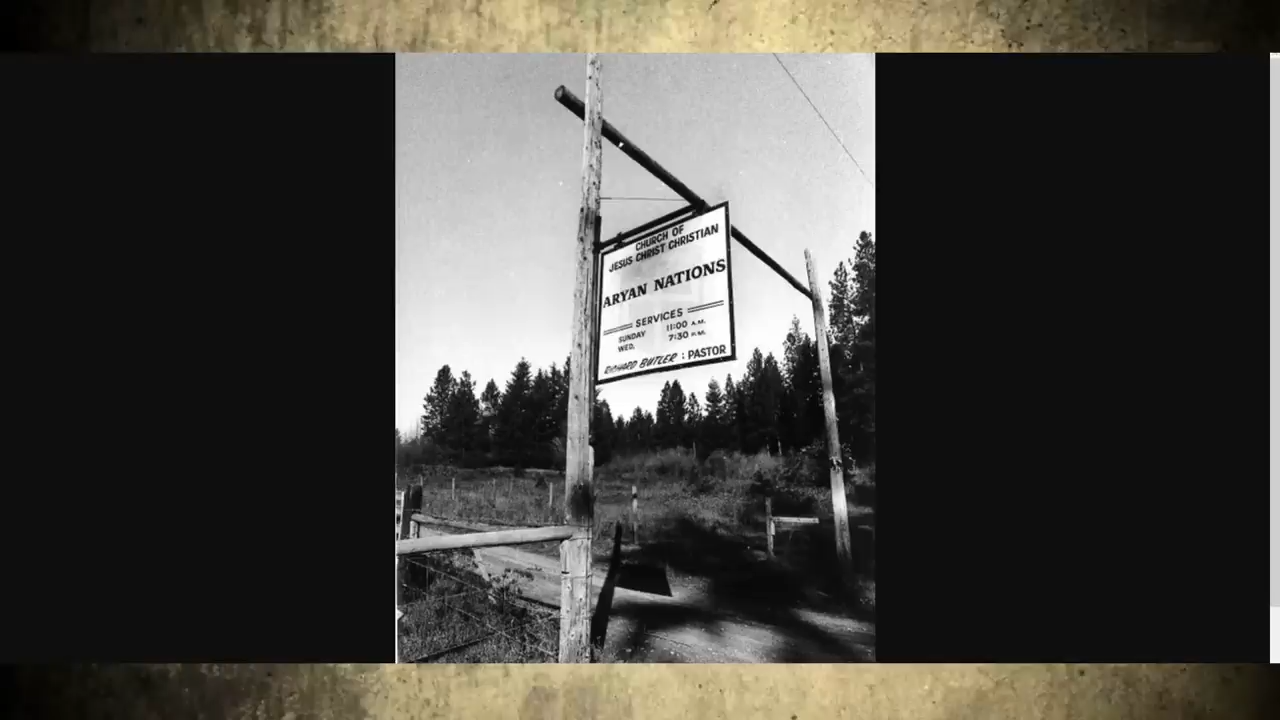 CHURCH OF
JESUS CHRIST CHRISTIAN
ARYAN NATIONS
SERVICES
SUNDAY 11:00 A.M.
WED. 7:30 P.M.
RICHARD BUTLER : PASTOR